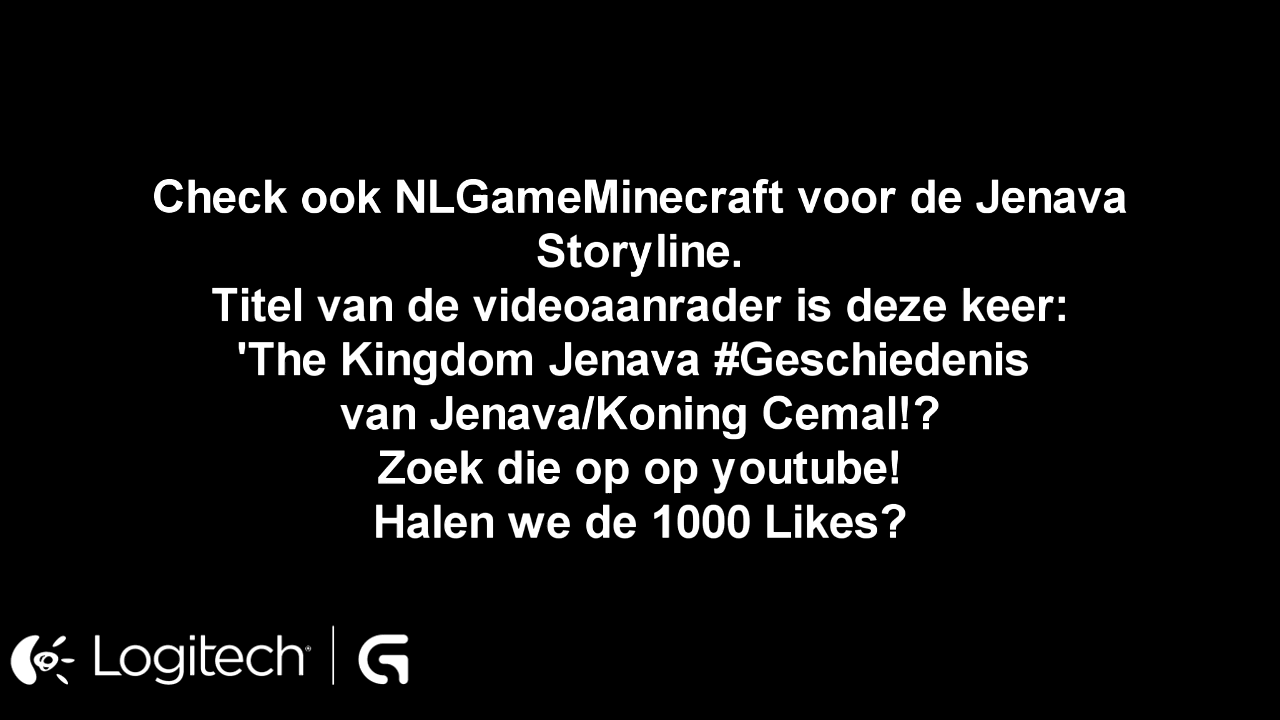 Check ook NLGameMinecraft voor de Jenava
Storyline.
Titel van de videoaanrader is deze keer:
'The Kingdom Jenava #Geschiedenis
van Jenava/Koning Cemal!?
Zoek die op op youtube!
Halen we de 1000 Likes?
Logitech® | G